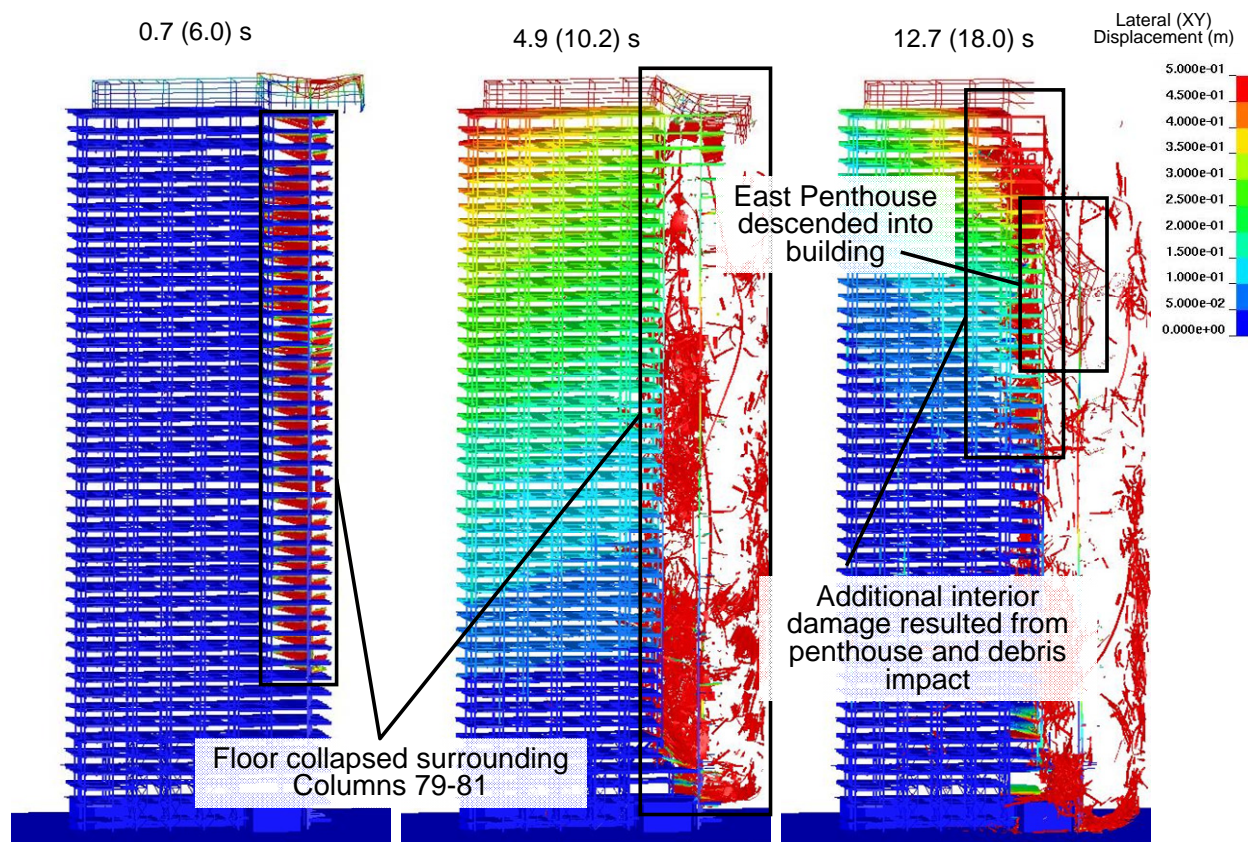 0.7 (6.0) s
4.9 (10.2) s
12.7 (18.0) s
Lateral (XY)
Displacement (m)
5.000e-01
4.500e-01
4.000e-01
3.500e-01
3.000e-01
2.500e-01
2.000e-01
1.500e-01
1.000e-01
5.000e-02
0.000e+00
East Penthouse
descended into
building
Additional interior
damage resulted from
penthouse and debris
impact
Floor collapsed surrounding
Columns 79-81